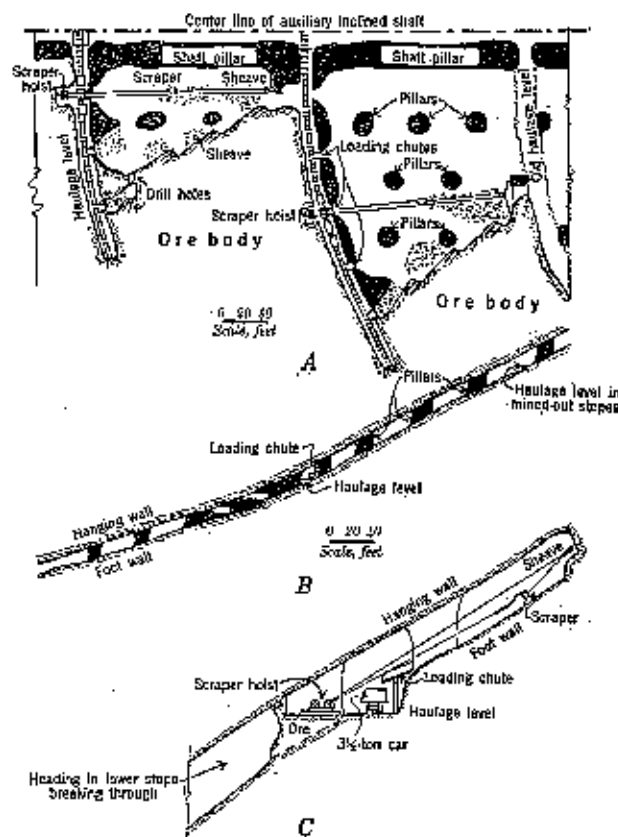 Center line of auxiliary inclined shaft
Shaft pillar
Shaft pillar
Scraper
hoist
Scraper
Sheave
Pillars
Haulage level
Sheave
Loading chutes
Pillars
Old haulage level
Drill holes
Scraper hoist
Pillars
Ore body
Ore body
Scale, feet
A
Pillars
Haulage level in
mined-out stopes
Loading chute
Haulage level
Hanging wall
Foot wall
Scale, feet
B
Sheave
Hanging wall
Scraper
Foot wall
Scraper hoist
Loading chute
Haulage level
Ore
3½-ton car
Heading in lower stope
breaking through
C